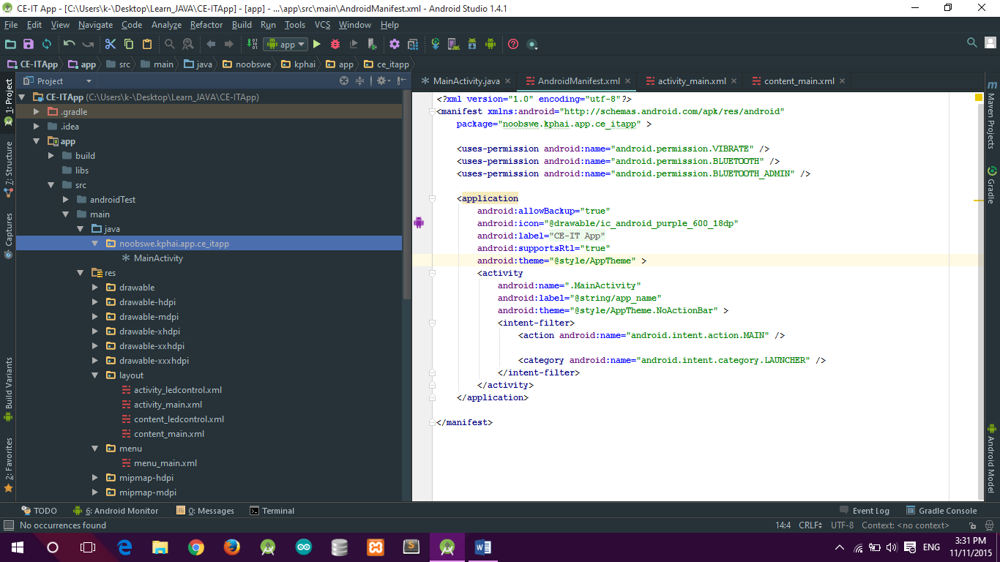 CE-IT App - [C:\Users\k-\Desktop\Learn_JAVA\CE-ITApp] - [app] - ...\app\src\main\AndroidManifest.xml - Android Studio 1.4.1
File Edit View Navigate Code Analyze Refactor Build Run Tools VCS Window Help
app
CE-ITApp app src main java noobswe kphai app ce_itapp
Project
MainActivity.java AndroidManifest.xml activity_main.xml content_main.xml
1: Project
7: Structure
Captures
Build Variants
2: Favorites
CE-ITApp (C:\Users\k-\Desktop\Learn_JAVA\CE-ITApp)
.gradle
.idea
app
build
libs
src
androidTest
main
java
noobswe.kphai.app.ce_itapp
MainActivity
res
drawable
drawable-hdpi
drawable-mdpi
drawable-xhdpi
drawable-xxhdpi
drawable-xxxhdpi
layout
activity_ledcontrol.xml
activity_main.xml
content_ledcontrol.xml
content_main.xml
menu
menu_main.xml
mipmap-hdpi
mipmap-mdpi
<?xml version="1.0" encoding="utf-8"?>
<manifest xmlns:android="http://schemas.android.com/apk/res/android"
package="noobswe.kphai.app.ce_itapp" >
<uses-permission android:name="android.permission.VIBRATE" />
<uses-permission android:name="android.permission.BLUETOOTH" />
<uses-permission android:name="android.permission.BLUETOOTH_ADMIN" />
<application
android:allowBackup="true"
android:icon="@drawable/ic_android_purple_600_18dp"
android:label="CE-IT App"
android:supportsRtl="true"
android:theme="@style/AppTheme" >
<activity
android:name=".MainActivity"
android:label="@string/app_name"
android:theme="@style/AppTheme.NoActionBar" >
<intent-filter>
<action android:name="android.intent.action.MAIN" />
<category android:name="android.intent.category.LAUNCHER" />
</intent-filter>
</activity>
</application>
</manifest>
Maven Projects
Gradle
Android Model
TODO 6: Android Monitor 0: Messages Terminal Event Log Gradle Console
No occurrences found 14:4 CRLF UTF-8 Context: <no context>
ENG 3:31 PM
11/11/2015